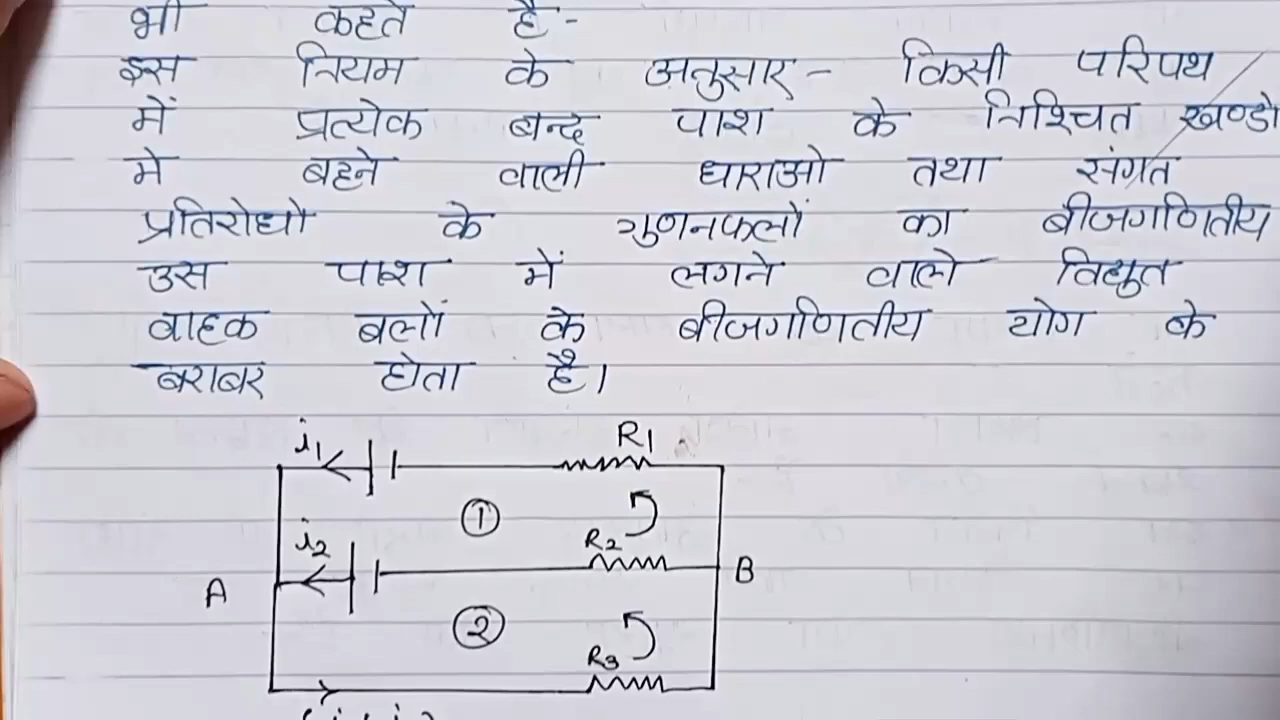 भी कहते है-
इस नियम के अनुसार - किसी परिपथ
में प्रत्येक बन्द पाश के निश्चित खण्डो
मे बहने वाली धाराओ तथा संगत
प्रतिरोधो के गुणनफलों का बीजगणितीय
उस पाश में लगने वाले विद्युत
वाहक बलों के बीजगणितीय योग के
बराबर होता है।
i1 R1
1
i2 R2
A B
2
R3